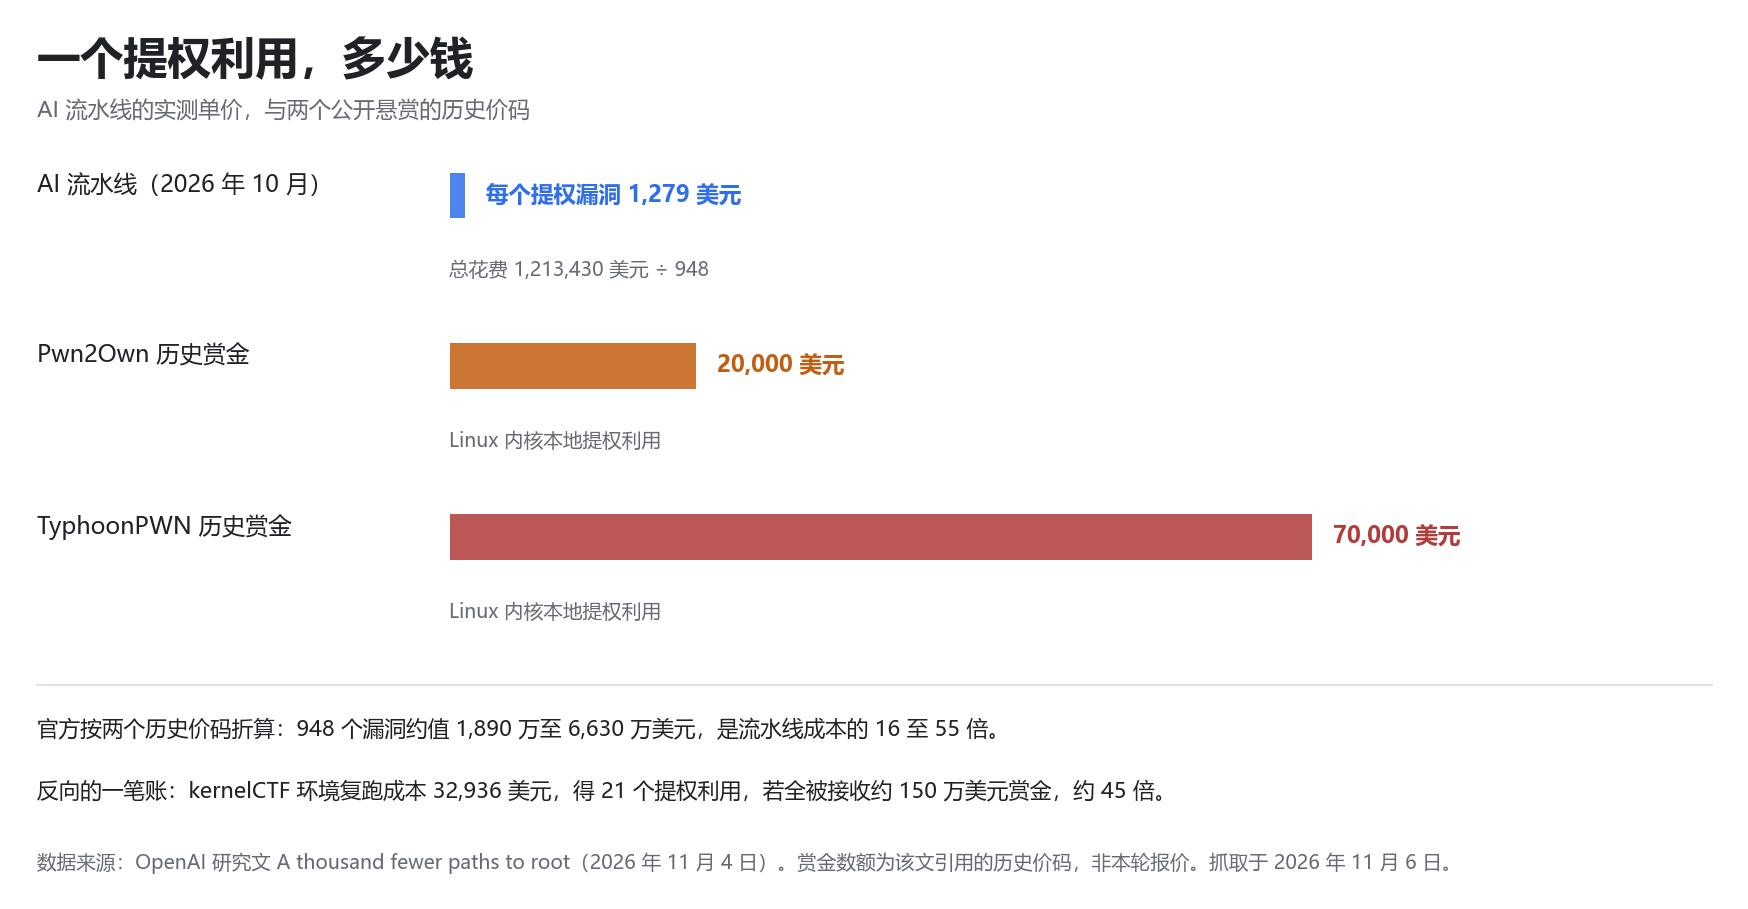 一个提权利用，多少钱
AI 流水线的实测单价，与两个公开悬赏的历史价码
AI 流水线（2026 年 10 月）
每个提权漏洞 1,279 美元
总花费 1,213,430 美元 ÷ 948
Pwn2Own 历史赏金
20,000 美元
Linux 内核本地提权利用
TyphoonPWN 历史赏金
70,000 美元
Linux 内核本地提权利用
官方按两个历史价码折算：948 个漏洞约值 1,890 万至 6,630 万美元，是流水线成本的 16 至 55 倍。
反向的一笔账：kernelCTF 环境复跑成本 32,936 美元，得 21 个提权利用，若全被接收约 150 万美元赏金，约 45 倍。
数据来源：OpenAI 研究文 A thousand fewer paths to root（2026 年 11 月 4 日）。赏金数额为该文引用的历史价码，非本轮报价。抓取于 2026 年 11 月 6 日。